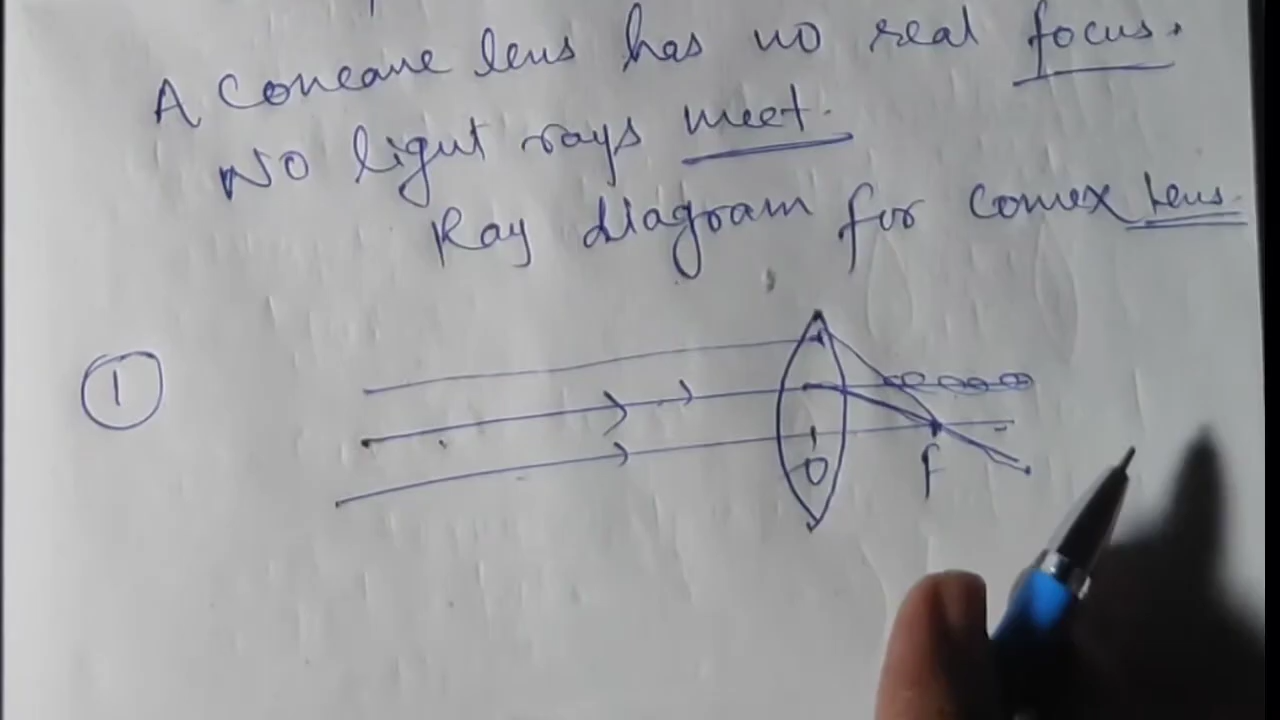 A concave lens has no real focus.
No light rays meet.
Ray diagram for convex lens.
1
O
F